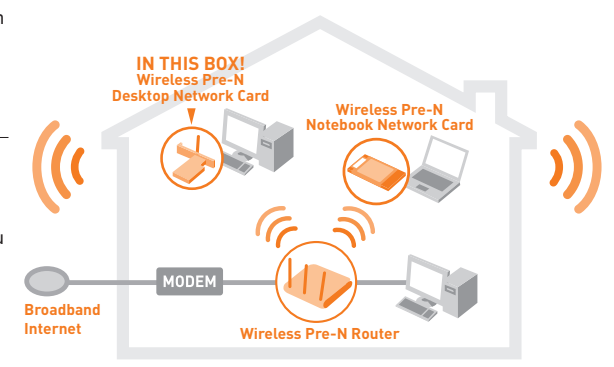 n
IN THIS BOX!
Wireless Pre-N
Desktop Network Card
Wireless Pre-N
Notebook Network Card
u
MODEM
Broadband
Internet
Wireless Pre-N Router